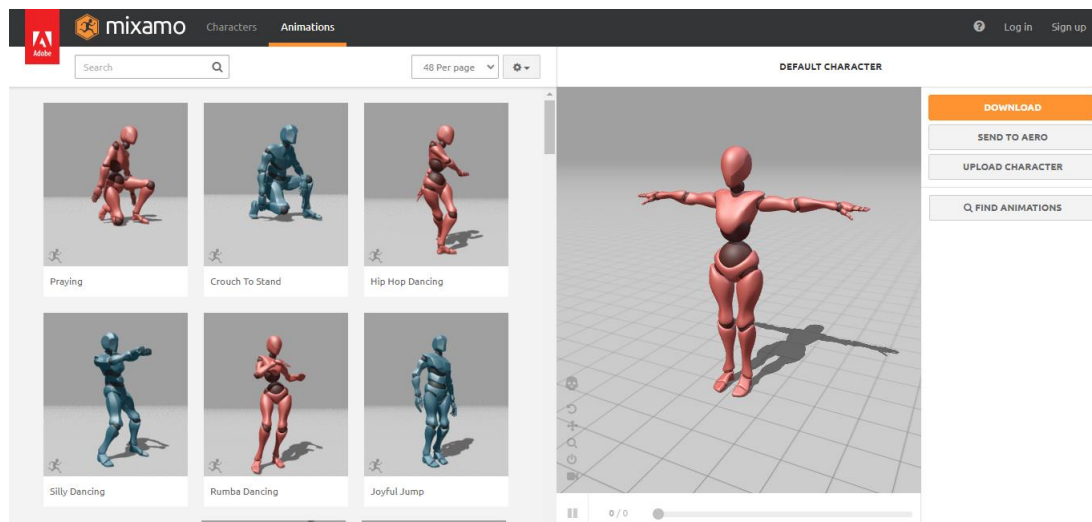 Adobe
mixamo
Characters
Animations
Log in
Sign up
Search
48 Per page
DEFAULT CHARACTER
DOWNLOAD
SEND TO AERO
UPLOAD CHARACTER
FIND ANIMATIONS
Praying
Crouch To Stand
Hip Hop Dancing
Silly Dancing
Rumba Dancing
Joyful Jump
0 / 0